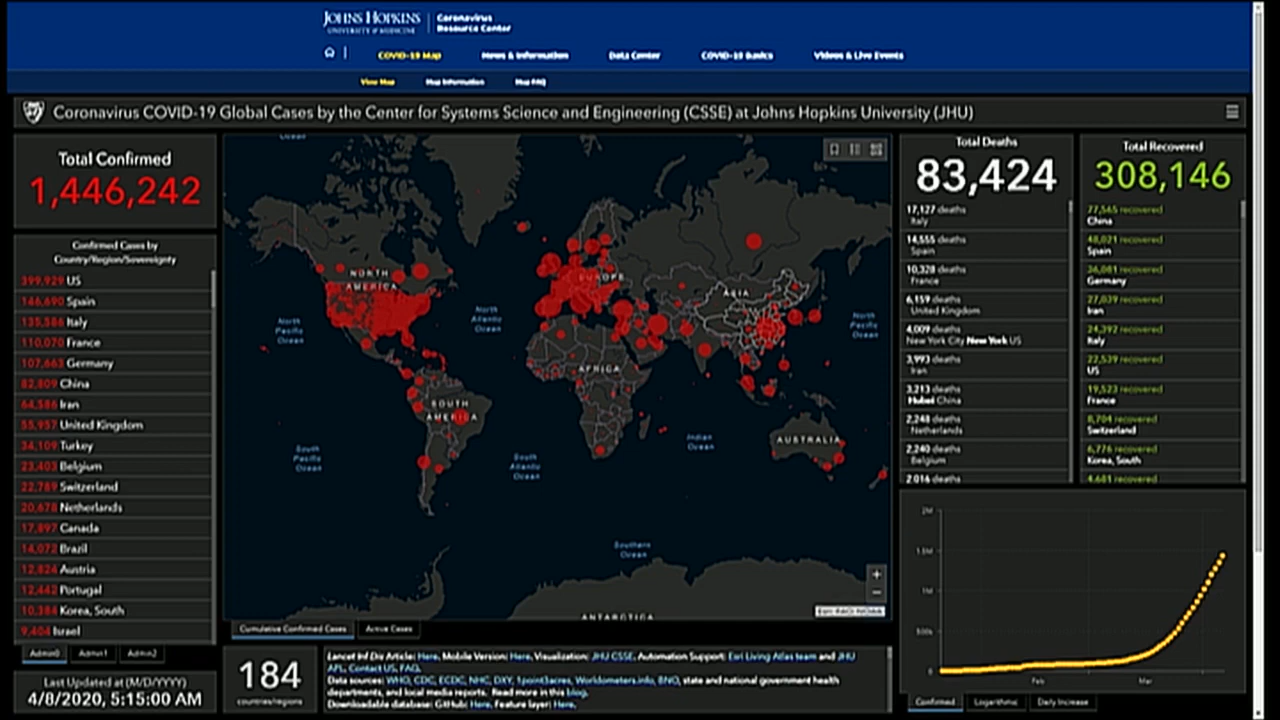 JOHNS HOPKINS
UNIVERSITY & MEDICINE
Coronavirus
Resource Center
COVID-19 Map
News & Information
Data Center
COVID-19 Basics
Videos & Live Events
View Map
Map Information
Map FAQ
Coronavirus COVID-19 Global Cases by the Center for Systems Science and Engineering (CSSE) at Johns Hopkins University (JHU)
Total Confirmed
1,446,242
Confirmed Cases by
Country/Region/Sovereignty
399,929 US
146,690 Spain
135,586 Italy
110,070 France
107,663 Germany
82,809 China
64,586 Iran
55,957 United Kingdom
34,109 Turkey
23,403 Belgium
22,789 Switzerland
20,678 Netherlands
17,897 Canada
14,072 Brazil
12,824 Austria
12,442 Portugal
10,384 Korea, South
9,404 Israel
Admin0
Admin1
Admin2
Last Updated at (M/D/YYYY)
4/8/2020, 5:15:00 AM
Ocean
NORTH
AMERICA
EUROPE
ASIA
North
Pacific
Ocean
North
Atlantic
Ocean
North
Pacific
Ocean
AFRICA
SOUTH
AMERICA
Indian
Ocean
AUSTRALIA
South
Pacific
Ocean
South
Atlantic
Ocean
Southern
Ocean
ANTARCTICA
+
−
Esri, FAO, NOAA
Cumulative Confirmed Cases
Active Cases
184
countries/regions
Lancet Inf Dis Article: Here. Mobile Version: Here. Visualization: JHU CSSE. Automation Support: Esri Living Atlas team and JHU
APL. Contact US. FAQ.
Data sources: WHO, CDC, ECDC, NHC, DXY, 1point3acres, Worldometers.info, BNO, state and national government health
departments, and local media reports. Read more in this blog.
Downloadable database: GitHub: Here. Feature layer: Here.
Total Deaths
83,424
17,127 deaths
Italy
14,555 deaths
Spain
10,328 deaths
France
6,159 deaths
United Kingdom
4,009 deaths
New York City New York US
3,993 deaths
Iran
3,213 deaths
Hubei China
2,248 deaths
Netherlands
2,240 deaths
Belgium
2,016 deaths
Total Recovered
308,146
77,565 recovered
China
48,021 recovered
Spain
36,081 recovered
Germany
27,039 recovered
Iran
24,392 recovered
Italy
22,539 recovered
US
19,523 recovered
France
8,704 recovered
Switzerland
6,776 recovered
Korea, South
4,681 recovered
2M
1.5M
1M
500k
0
Feb
Mar
Confirmed
Logarithmic
Daily Increase